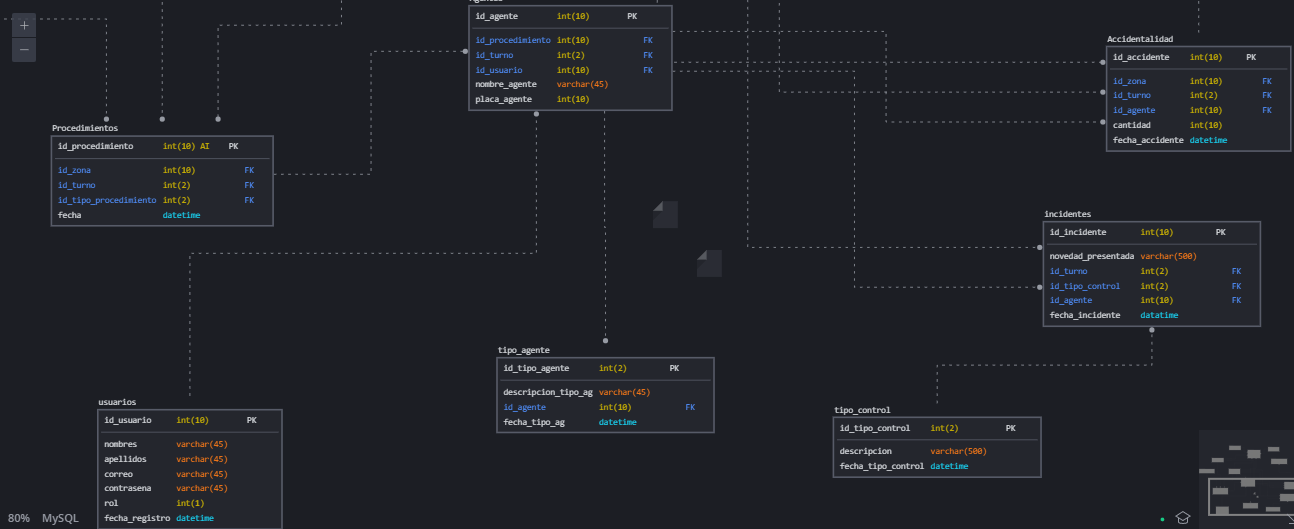 id_agente int(10) PK
id_procedimiento int(10) FK
id_turno int(2) FK
id_usuario int(10) FK
nombre_agente varchar(45)
placa_agente int(10)
Accidentalidad
id_accidente int(10) PK
id_zona int(10) FK
id_turno int(2) FK
id_agente int(10) FK
cantidad int(10)
fecha_accidente datetime
Procedimientos
id_procedimiento int(10) AI PK
id_zona int(10) FK
id_turno int(2) FK
id_tipo_procedimiento int(2) FK
fecha datetime
incidentes
id_incidente int(10) PK
novedad_presentada varchar(500)
id_turno int(2) FK
id_tipo_control int(2) FK
id_agente int(10) FK
fecha_incidente datatime
tipo_agente
id_tipo_agente int(2) PK
descripcion_tipo_ag varchar(45)
id_agente int(10) FK
fecha_tipo_ag datetime
usuarios
id_usuario int(10) PK
nombres varchar(45)
apellidos varchar(45)
correo varchar(45)
contrasena varchar(45)
rol int(1)
fecha_registro datetime
tipo_control
id_tipo_control int(2) PK
descripcion varchar(500)
fecha_tipo_control datetime
80% MySQL